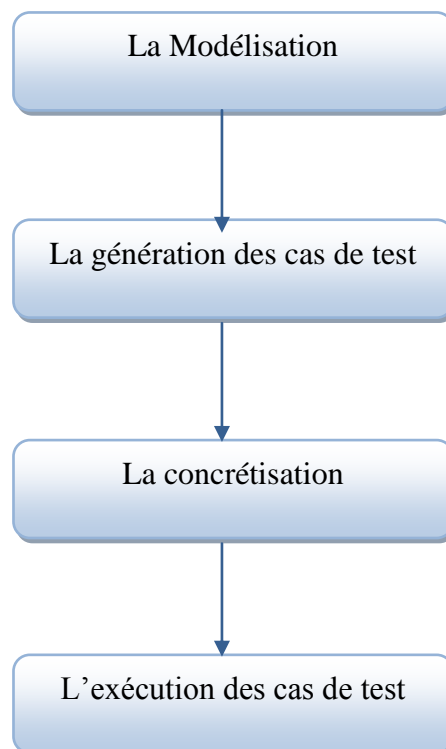 La Modélisation
La génération des cas de test
La concrétisation
L’exécution des cas de test